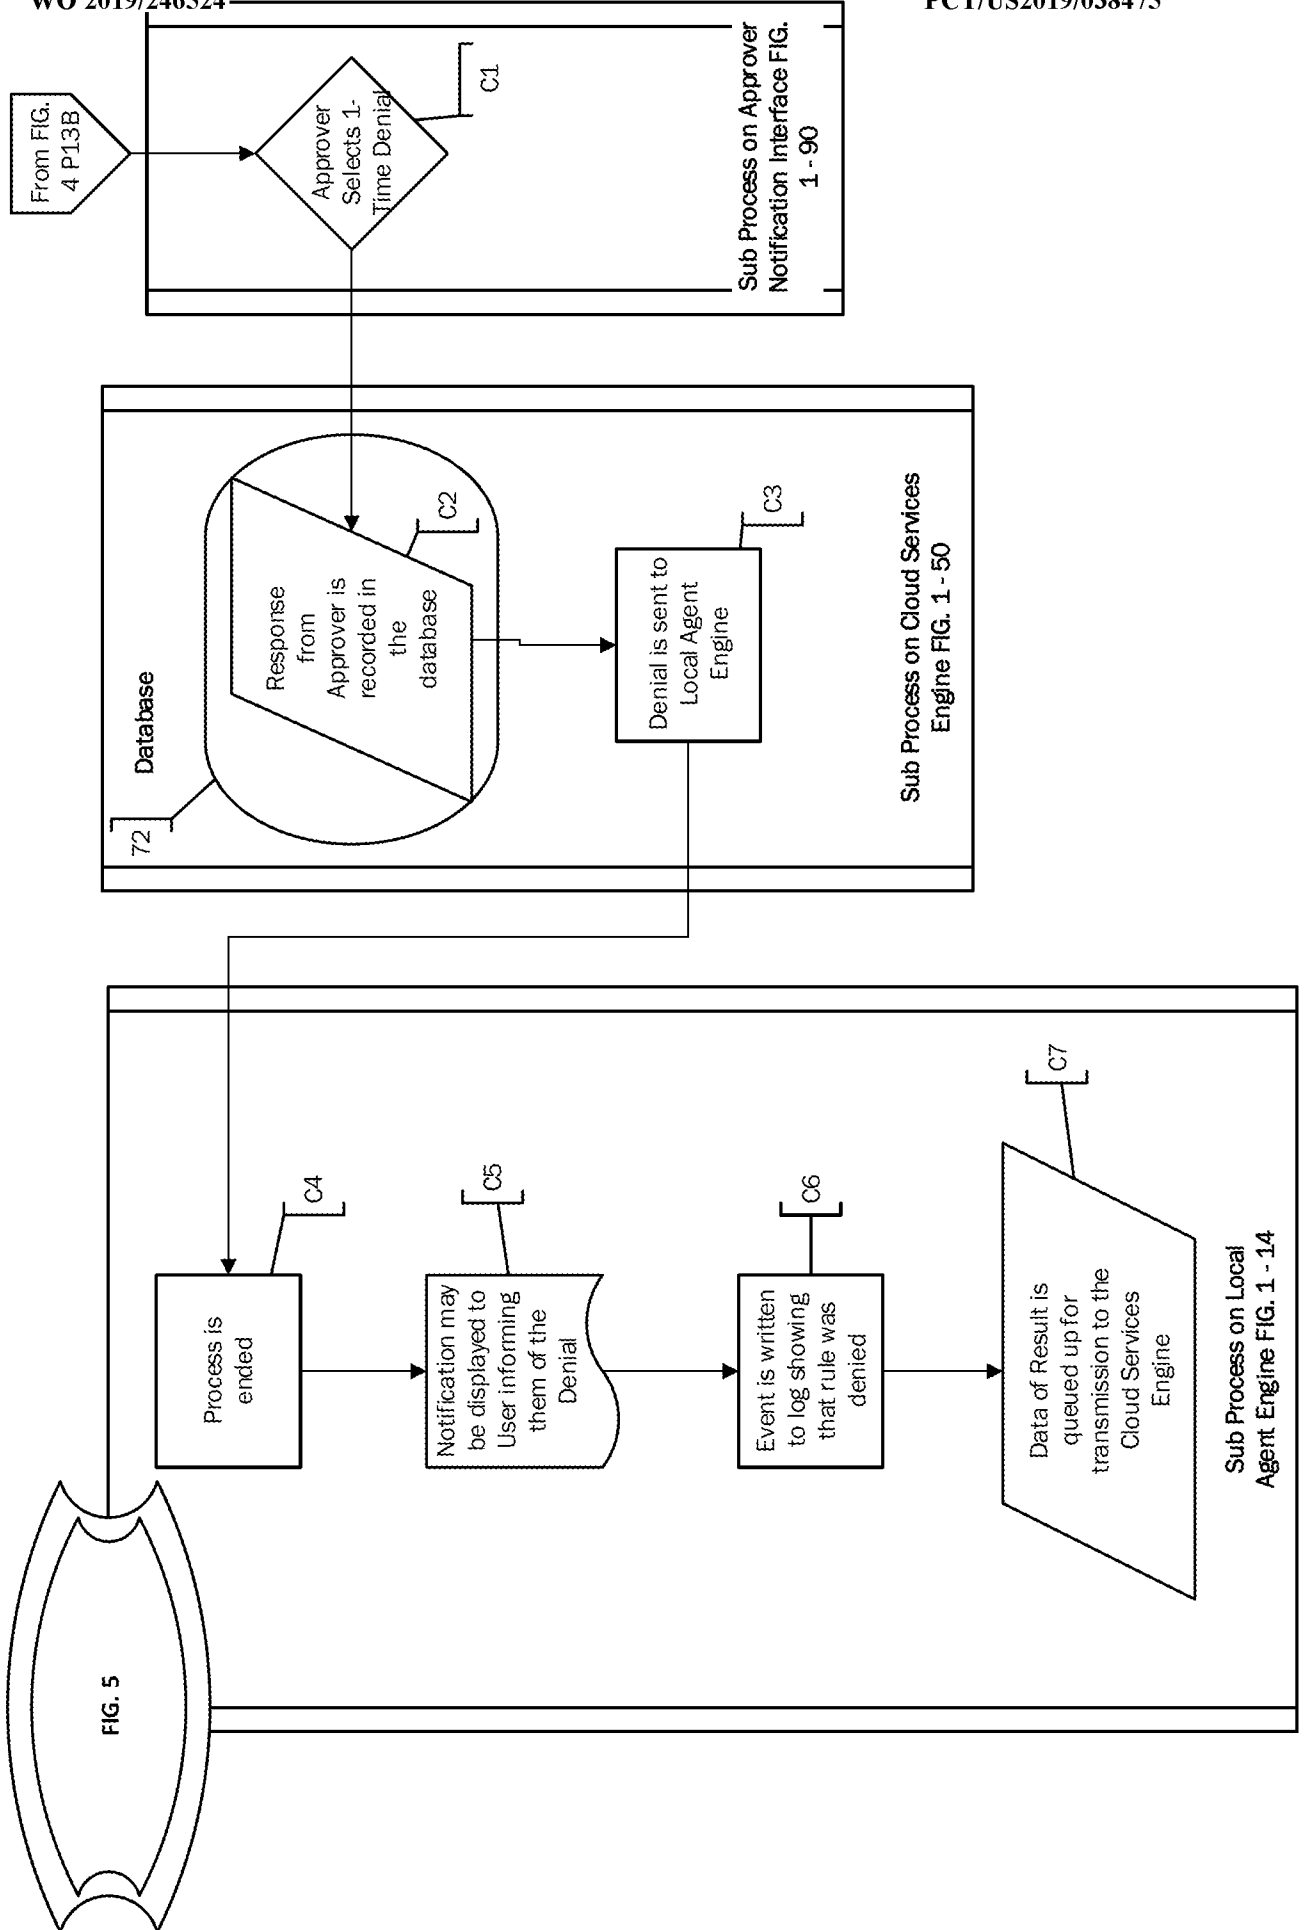 WO 2019/246524
PCT/US2019/038473
From FIG.
4 P13B
Approver
Selects 1-
Time Denial
C1
Sub Process on Approver
Notification Interface FIG.
1 - 90
Database
72
Response
from
Approver is
recorded in
the
database
C2
Denial is sent to
Local Agent
Engine
C3
Sub Process on Cloud Services
Engine FIG. 1 - 50
FIG. 5
Process is
ended
C4
Notification may
be displayed to
User informing
them of the
Denial
C5
Event is written
to log showing
that rule was
denied
C6
Data of Result is
queued up for
transmission to the
Cloud Services
Engine
C7
Sub Process on Local
Agent Engine FIG. 1 - 14